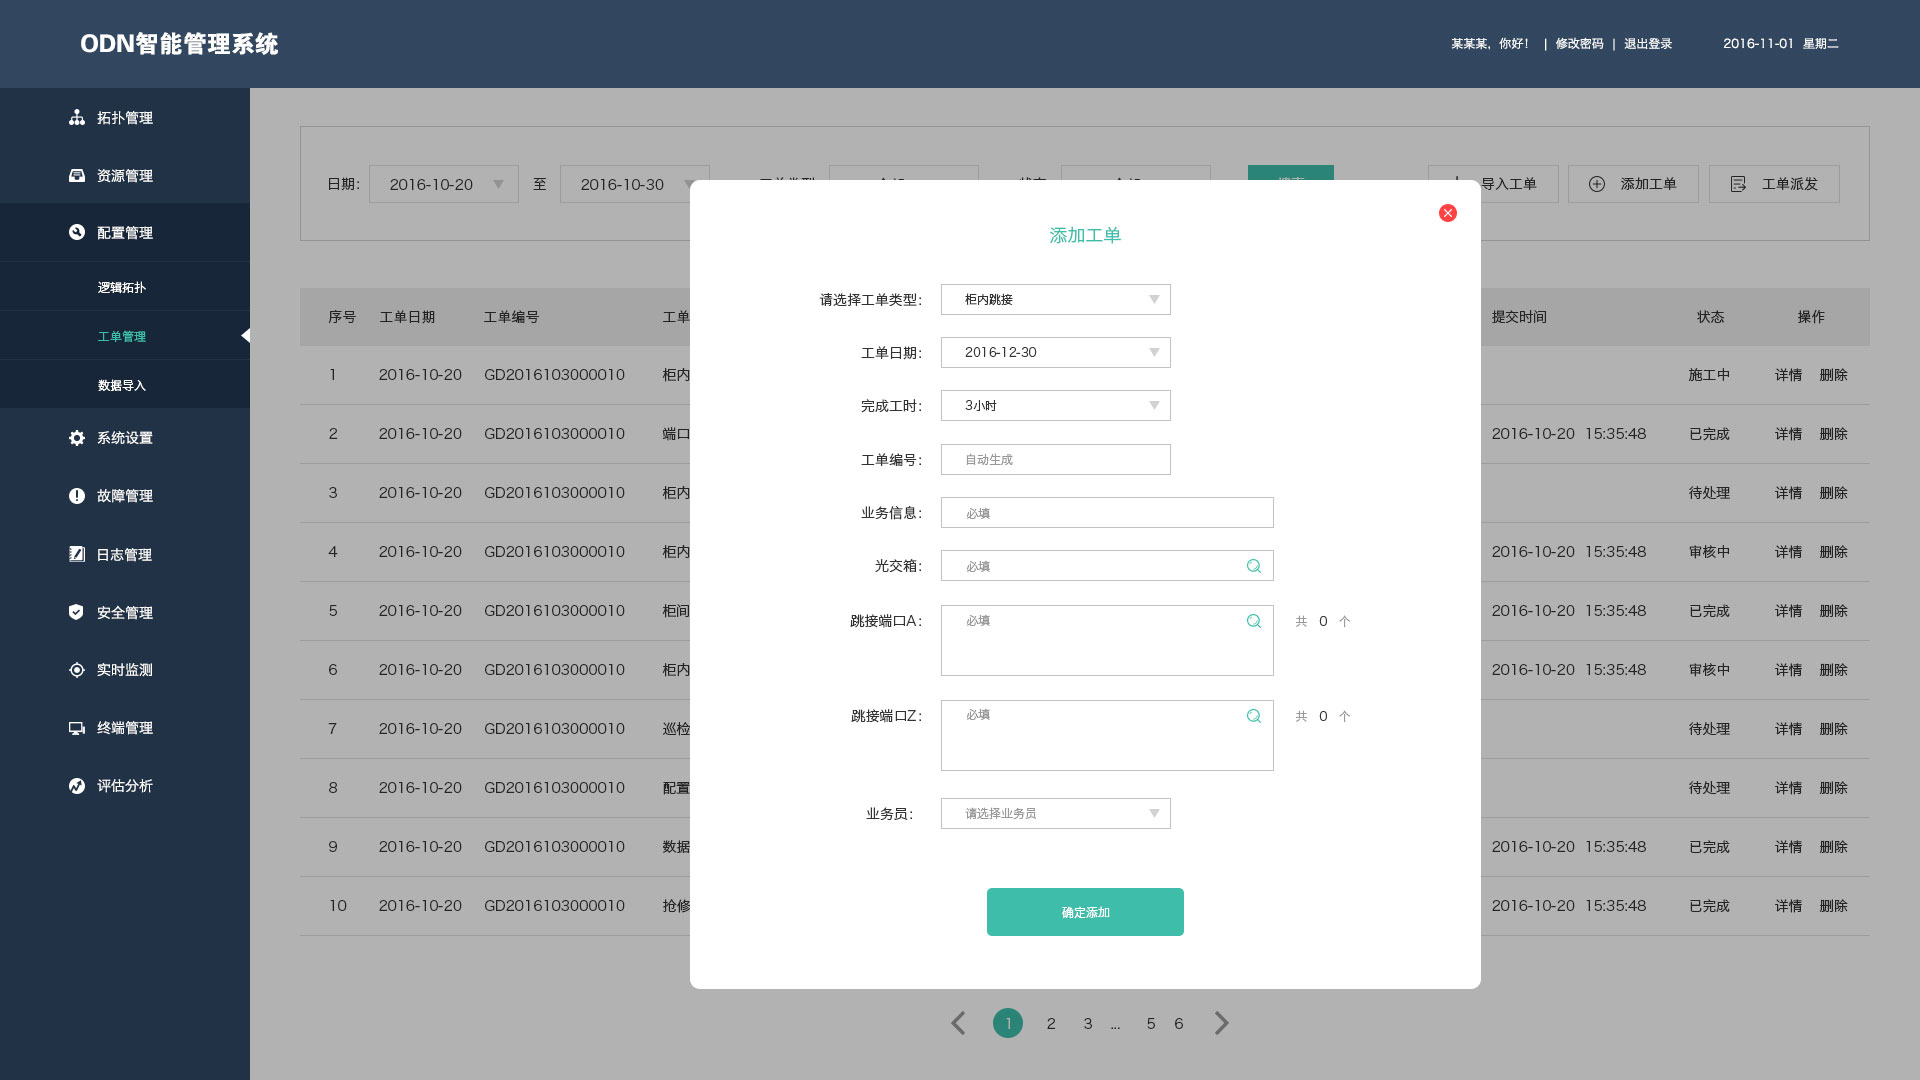 ODN智能管理系统
某某某，你好！ | 修改密码 | 退出登录 2016-11-01 星期二
拓扑管理
资源管理
配置管理
逻辑拓扑
工单管理
数据导入
系统设置
故障管理
日志管理
安全管理
实时监测
终端管理
评估分析
日期： 2016-10-20 至 2016-10-30 导入工单 添加工单 工单派发
序号 工单日期 工单编号 工单 提交时间 状态 操作
1 2016-10-20 GD2016103000010 柜内 施工中 详情 删除
2 2016-10-20 GD2016103000010 端口 2016-10-20 15:35:48 已完成 详情 删除
3 2016-10-20 GD2016103000010 柜内 待处理 详情 删除
4 2016-10-20 GD2016103000010 柜内 2016-10-20 15:35:48 审核中 详情 删除
5 2016-10-20 GD2016103000010 柜间 2016-10-20 15:35:48 已完成 详情 删除
6 2016-10-20 GD2016103000010 柜内 2016-10-20 15:35:48 审核中 详情 删除
7 2016-10-20 GD2016103000010 巡检 待处理 详情 删除
8 2016-10-20 GD2016103000010 配置 待处理 详情 删除
9 2016-10-20 GD2016103000010 数据 2016-10-20 15:35:48 已完成 详情 删除
10 2016-10-20 GD2016103000010 抢修 2016-10-20 15:35:48 已完成 详情 删除
添加工单
请选择工单类型： 柜内跳接
工单日期： 2016-12-30
完成工时： 3小时
工单编号： 自动生成
业务信息： 必填
光交箱： 必填
跳接端口A： 必填 共 0 个
跳接端口Z： 必填 共 0 个
业务员： 请选择业务员
确定添加
1 2 3 ... 5 6